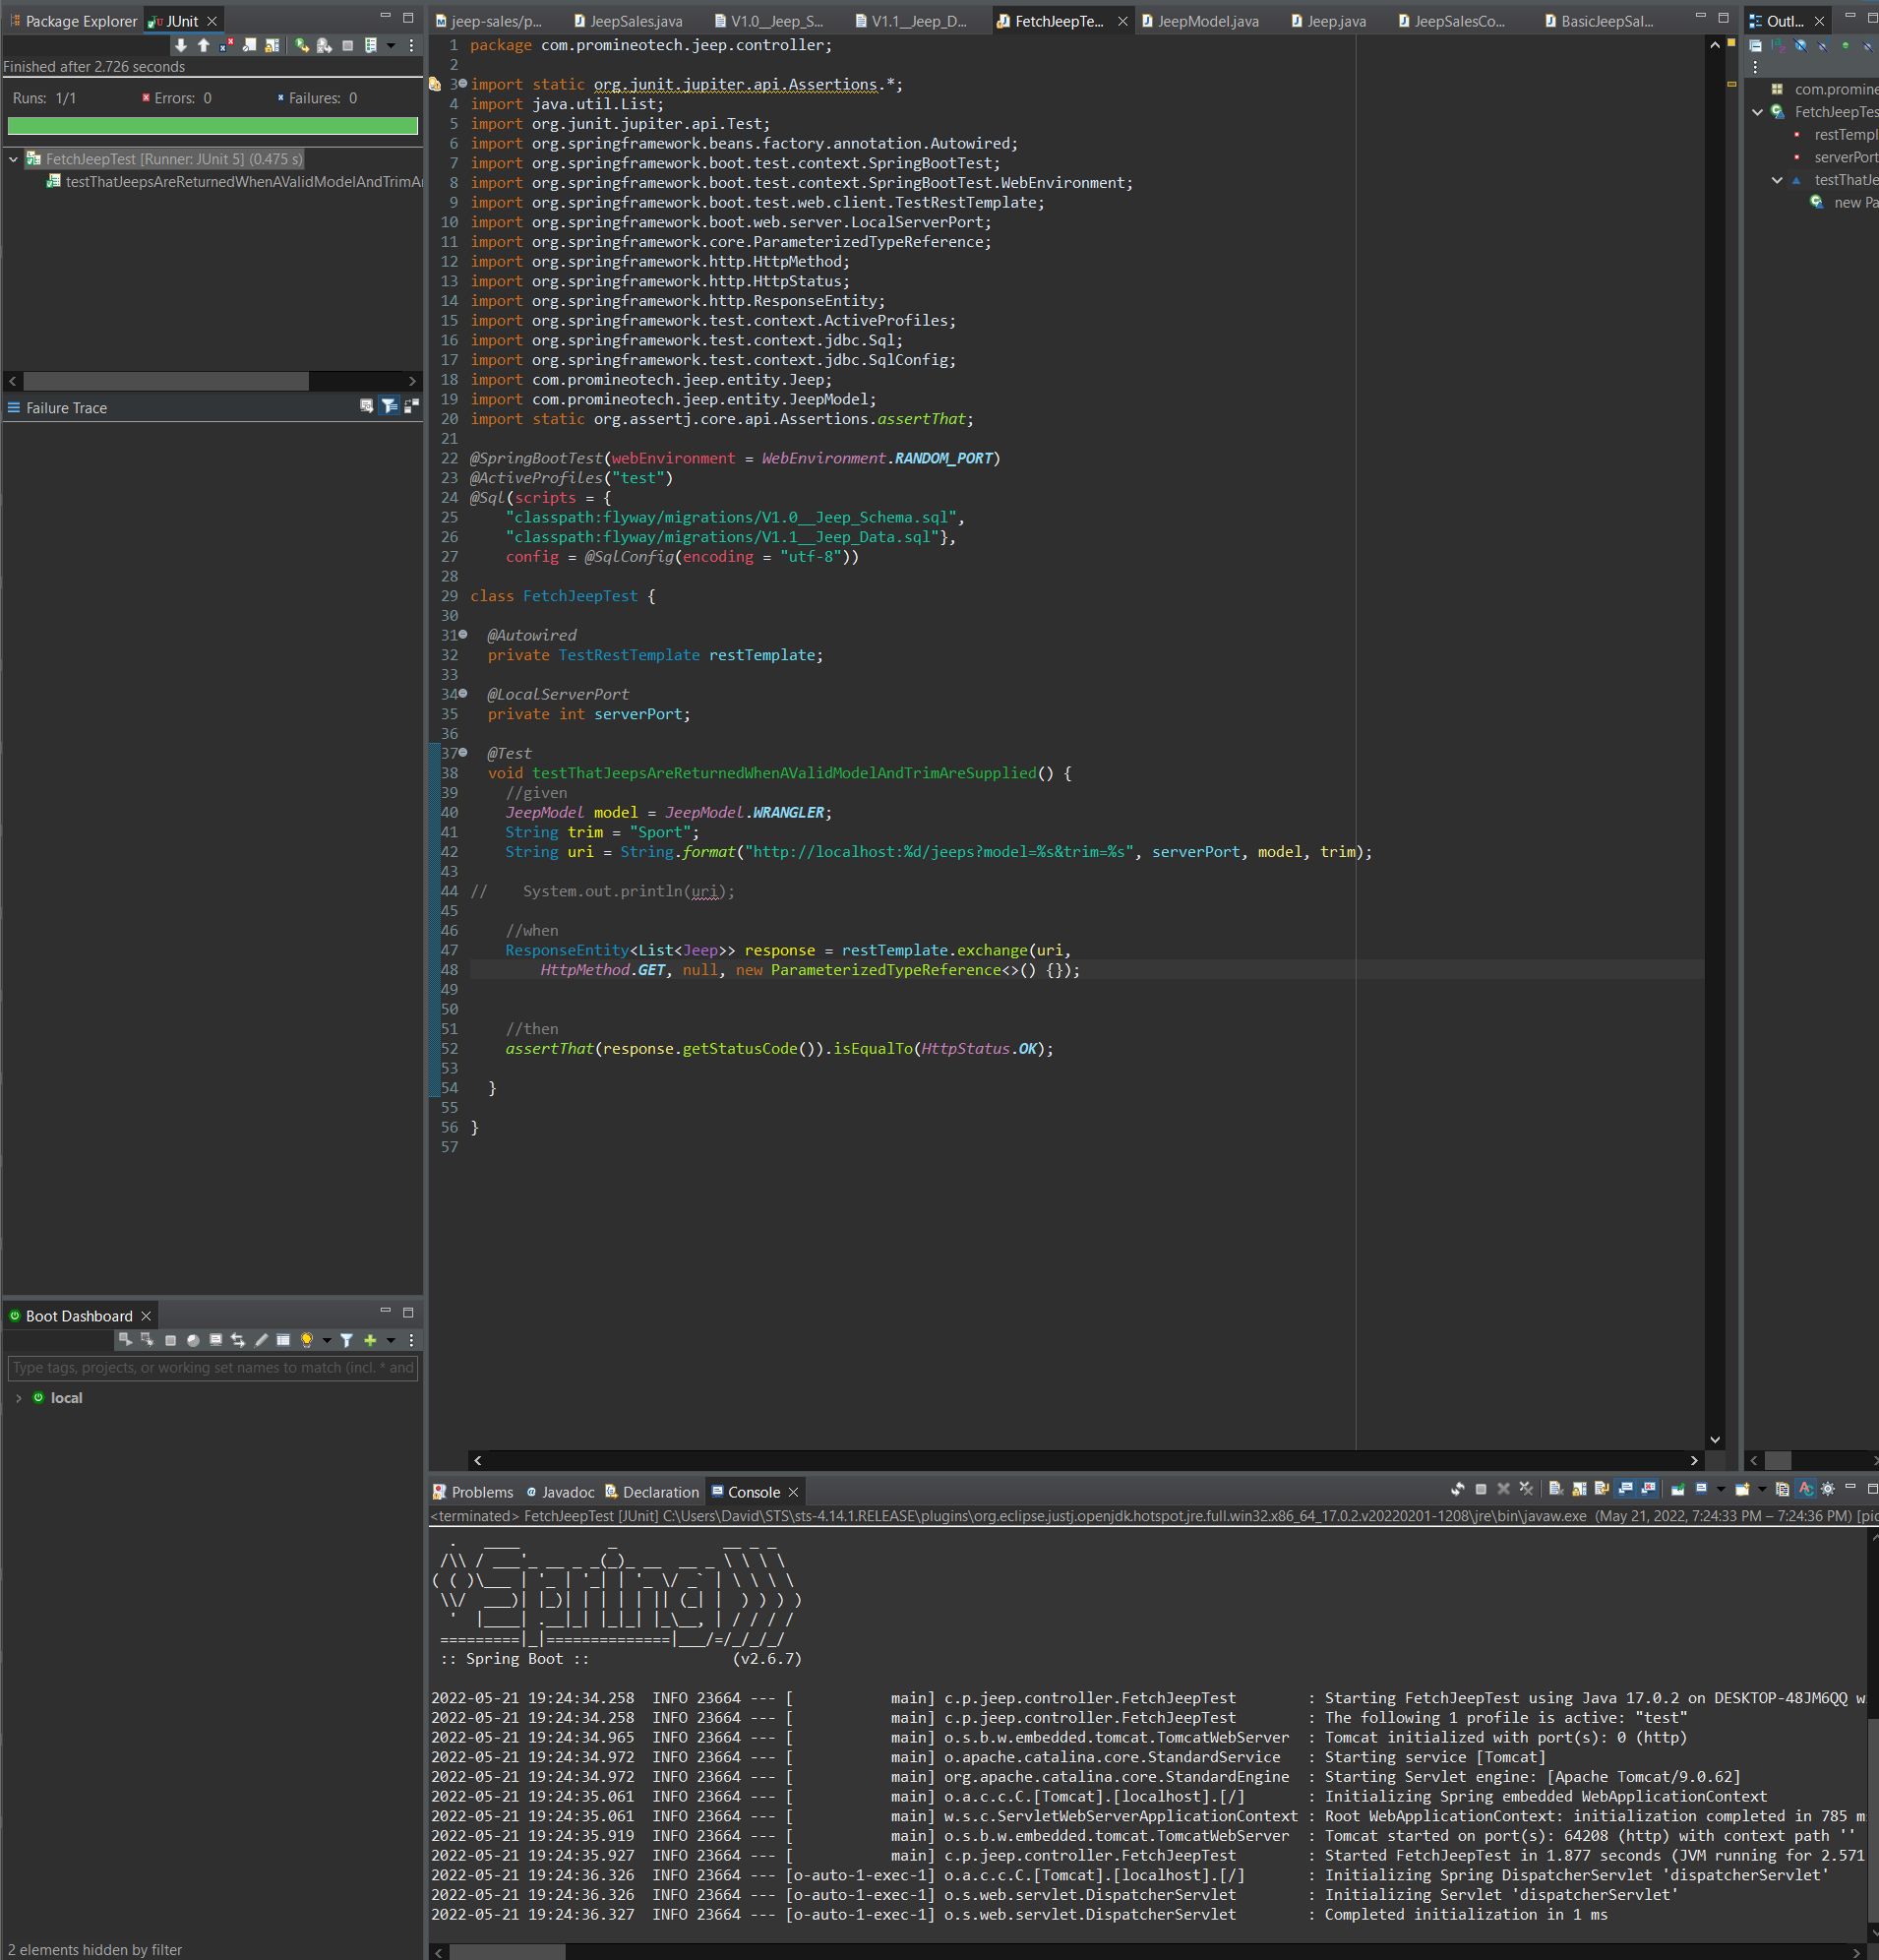 Package Explorer JUnit
Finished after 2.726 seconds
Runs: 1/1 Errors: 0 Failures: 0
FetchJeepTest [Runner: JUnit 5] (0.475 s)
testThatJeepsAreReturnedWhenAValidModelAndTrimAr
Failure Trace
Boot Dashboard
Type tags, projects, or working set names to match (incl. * and
local
2 elements hidden by filter
jeep-sales/p... JeepSales.java V1.0__Jeep_S... V1.1__Jeep_D... FetchJeepTe... JeepModel.java Jeep.java JeepSalesCo... BasicJeepSal...
1 package com.promineotech.jeep.controller;
2
3 import static org.junit.jupiter.api.Assertions.*;
4 import java.util.List;
5 import org.junit.jupiter.api.Test;
6 import org.springframework.beans.factory.annotation.Autowired;
7 import org.springframework.boot.test.context.SpringBootTest;
8 import org.springframework.boot.test.context.SpringBootTest.WebEnvironment;
9 import org.springframework.boot.test.web.client.TestRestTemplate;
10 import org.springframework.boot.web.server.LocalServerPort;
11 import org.springframework.core.ParameterizedTypeReference;
12 import org.springframework.http.HttpMethod;
13 import org.springframework.http.HttpStatus;
14 import org.springframework.http.ResponseEntity;
15 import org.springframework.test.context.ActiveProfiles;
16 import org.springframework.test.context.jdbc.Sql;
17 import org.springframework.test.context.jdbc.SqlConfig;
18 import com.promineotech.jeep.entity.Jeep;
19 import com.promineotech.jeep.entity.JeepModel;
20 import static org.assertj.core.api.Assertions.assertThat;
21
22 @SpringBootTest(webEnvironment = WebEnvironment.RANDOM_PORT)
23 @ActiveProfiles("test")
24 @Sql(scripts = {
25 "classpath:flyway/migrations/V1.0__Jeep_Schema.sql",
26 "classpath:flyway/migrations/V1.1__Jeep_Data.sql"},
27 config = @SqlConfig(encoding = "utf-8"))
28
29 class FetchJeepTest {
30
31 @Autowired
32 private TestRestTemplate restTemplate;
33
34 @LocalServerPort
35 private int serverPort;
36
37 @Test
38 void testThatJeepsAreReturnedWhenAValidModelAndTrimAreSupplied() {
39 //given
40 JeepModel model = JeepModel.WRANGLER;
41 String trim = "Sport";
42 String uri = String.format("http://localhost:%d/jeeps?model=%s&trim=%s", serverPort, model, trim);
43
44 // System.out.println(uri);
45
46 //when
47 ResponseEntity<List<Jeep>> response = restTemplate.exchange(uri,
48 HttpMethod.GET, null, new ParameterizedTypeReference<>() {});
49
50
51 //then
52 assertThat(response.getStatusCode()).isEqualTo(HttpStatus.OK);
53
54 }
55
56 }
57
Outl...
com.promine
FetchJeepTes
restTempl
serverPort
testThatJe
new Pa
Problems Javadoc Declaration Console
<terminated> FetchJeepTest [JUnit] C:\Users\David\STS\sts-4.14.1.RELEASE\plugins\org.eclipse.justj.openjdk.hotspot.jre.full.win32.x86_64_17.0.2.v20220201-1208\jre\bin\javaw.exe (May 21, 2022, 7:24:33 PM – 7:24:36 PM) [pic
  .   ____          _            __ _ _
 /\\ / ___'_ __ _ _(_)_ __  __ _ \ \ \ \
( ( )\___ | '_ | '_| | '_ \/ _` | \ \ \ \
 \\/  ___)| |_)| | | | | || (_| |  ) ) ) )
  '  |____| .__|_| |_|_| |_\__, | / / / /
 =========|_|==============|___/=/_/_/_/
:: Spring Boot :: (v2.6.7)
2022-05-21 19:24:34.258 INFO 23664 --- [ main] c.p.jeep.controller.FetchJeepTest : Starting FetchJeepTest using Java 17.0.2 on DESKTOP-48JM6QQ w
2022-05-21 19:24:34.258 INFO 23664 --- [ main] c.p.jeep.controller.FetchJeepTest : The following 1 profile is active: "test"
2022-05-21 19:24:34.965 INFO 23664 --- [ main] o.s.b.w.embedded.tomcat.TomcatWebServer : Tomcat initialized with port(s): 0 (http)
2022-05-21 19:24:34.972 INFO 23664 --- [ main] o.apache.catalina.core.StandardService : Starting service [Tomcat]
2022-05-21 19:24:34.972 INFO 23664 --- [ main] org.apache.catalina.core.StandardEngine : Starting Servlet engine: [Apache Tomcat/9.0.62]
2022-05-21 19:24:35.061 INFO 23664 --- [ main] o.a.c.c.C.[Tomcat].[localhost].[/] : Initializing Spring embedded WebApplicationContext
2022-05-21 19:24:35.061 INFO 23664 --- [ main] w.s.c.ServletWebServerApplicationContext : Root WebApplicationContext: initialization completed in 785 m
2022-05-21 19:24:35.919 INFO 23664 --- [ main] o.s.b.w.embedded.tomcat.TomcatWebServer : Tomcat started on port(s): 64208 (http) with context path ''
2022-05-21 19:24:35.927 INFO 23664 --- [ main] c.p.jeep.controller.FetchJeepTest : Started FetchJeepTest in 1.877 seconds (JVM running for 2.571
2022-05-21 19:24:36.326 INFO 23664 --- [o-auto-1-exec-1] o.a.c.c.C.[Tomcat].[localhost].[/] : Initializing Spring DispatcherServlet 'dispatcherServlet'
2022-05-21 19:24:36.326 INFO 23664 --- [o-auto-1-exec-1] o.s.web.servlet.DispatcherServlet : Initializing Servlet 'dispatcherServlet'
2022-05-21 19:24:36.327 INFO 23664 --- [o-auto-1-exec-1] o.s.web.servlet.DispatcherServlet : Completed initialization in 1 ms